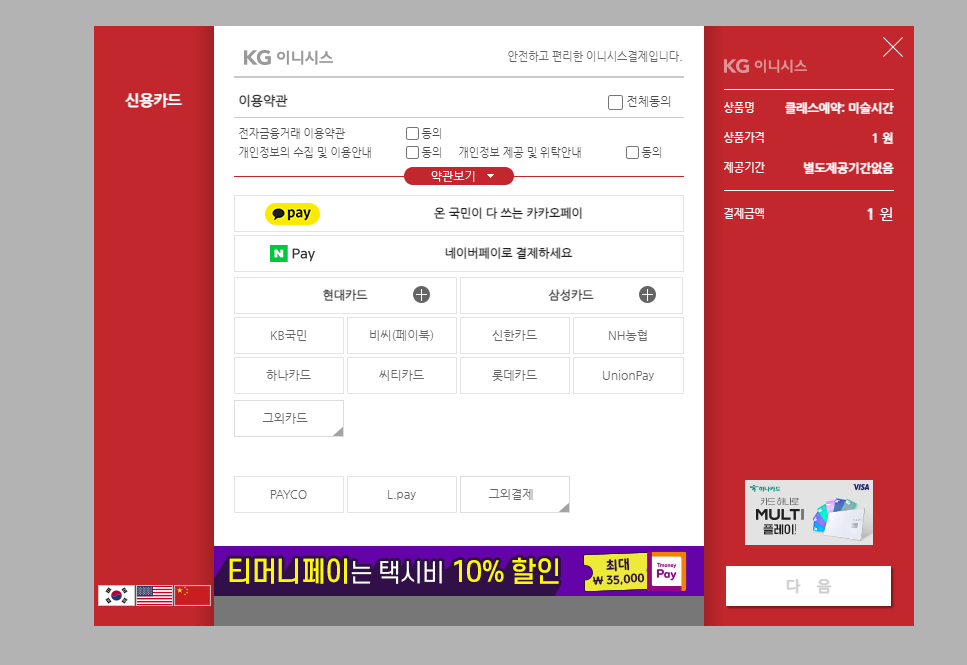 신용카드
KG 이니시스
안전하고 편리한 이니시스결제입니다.
이용약관
전체동의
전자금융거래 이용약관 동의
개인정보의 수집 및 이용안내 동의 개인정보 제공 및 위탁안내 동의
약관보기
pay 온 국민이 다 쓰는 카카오페이
N Pay 네이버페이로 결제하세요
현대카드 삼성카드
KB국민 비씨(페이북) 신한카드 NH농협
하나카드 씨티카드 롯데카드 UnionPay
그외카드
PAYCO L.pay 그외결제
티머니페이는 택시비 10% 할인
최대
₩ 35,000
Tmoney
Pay
KG 이니시스
상품명 클래스예약: 미술시간
상품가격 1 원
제공기간 별도제공기간없음
결제금액 1 원
하나카드 VISA
카드 하나로
MULTI
플레이!
다 음